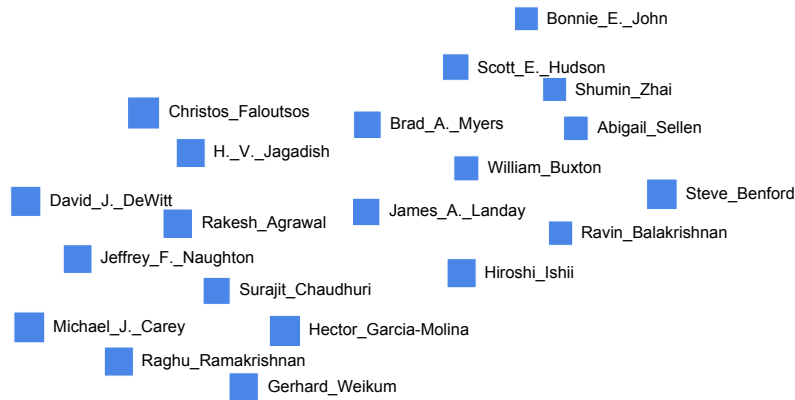 Bonnie_E._John
Scott_E._Hudson
Shumin_Zhai
Christos_Faloutsos
Brad_A._Myers
Abigail_Sellen
H._V._Jagadish
William_Buxton
David_J._DeWitt
Steve_Benford
Rakesh_Agrawal
James_A._Landay
Ravin_Balakrishnan
Jeffrey_F._Naughton
Hiroshi_Ishii
Surajit_Chaudhuri
Michael_J._Carey
Hector_Garcia-Molina
Raghu_Ramakrishnan
Gerhard_Weikum